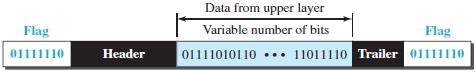 Data from upper layer
Flag Variable number of bits Flag
01111110 Header 01111010110 ••• 11011110 Trailer 01111110